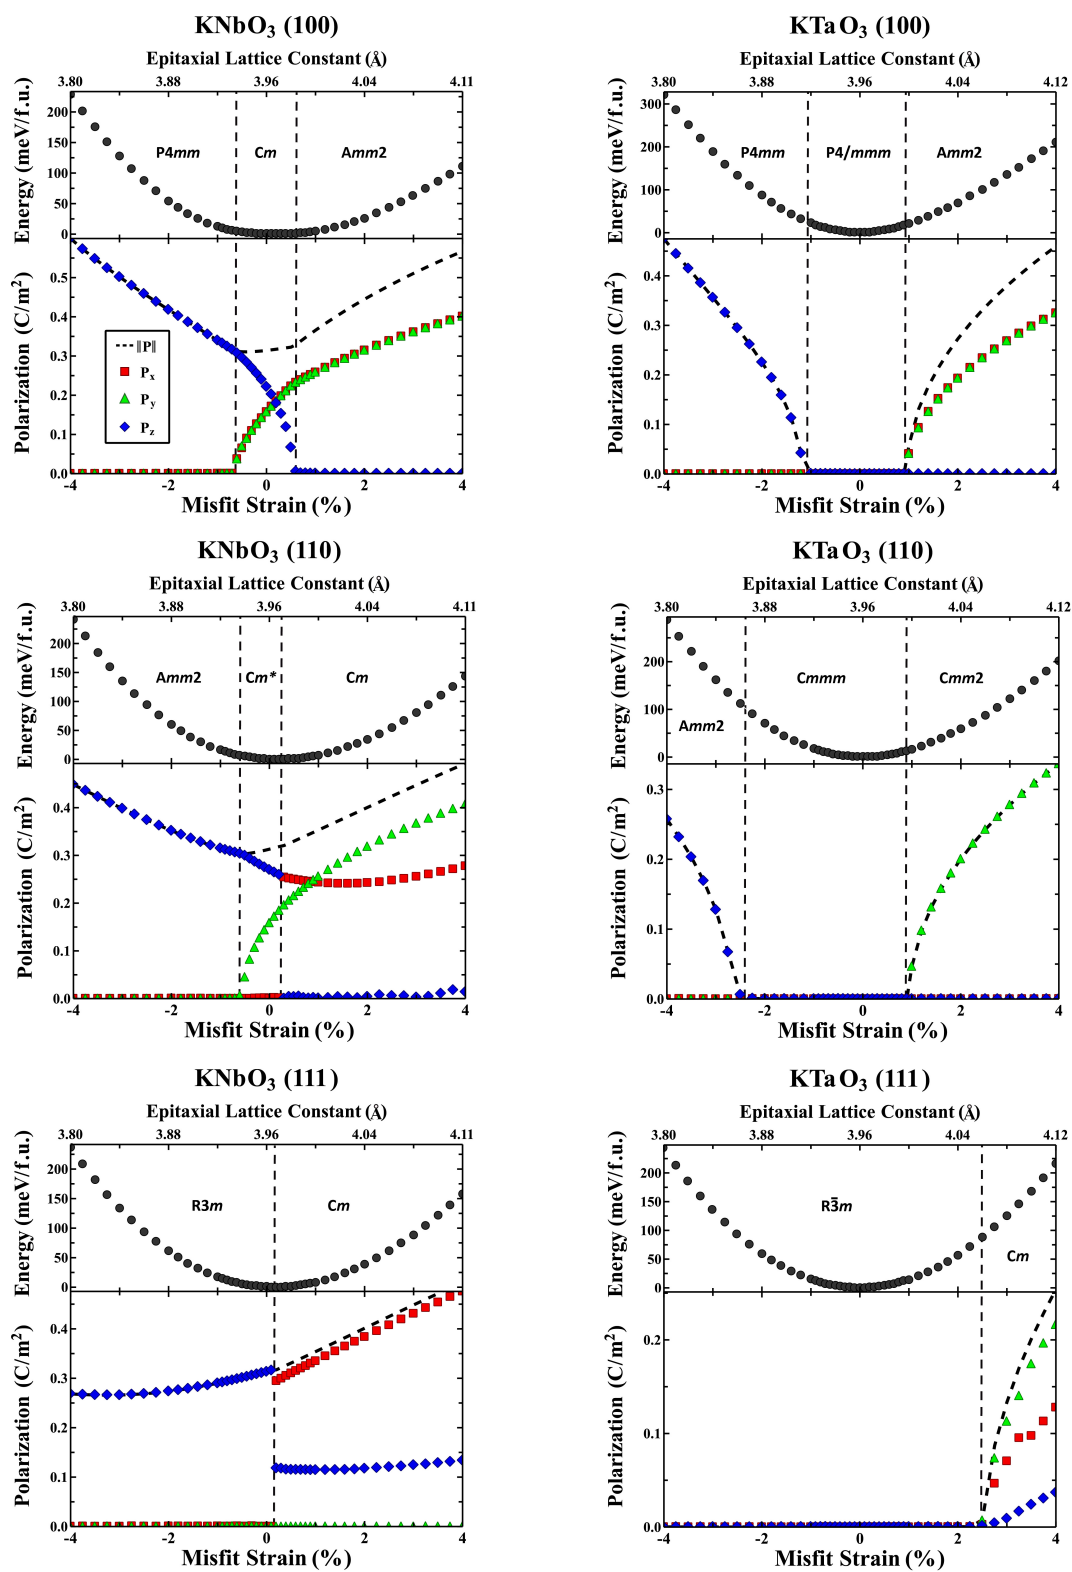 KNbO3 (100)
Epitaxial Lattice Constant (Å)
3.80 3.88 3.96 4.04 4.11
Energy (meV/f.u.)
200
150
100
50
0
P4mm Cm Amm2
Polarization (C/m2)
0.5
0.4
0.3
0.2
0.1
0.0
||P||
Px
Py
Pz
-4 -2 0 2 4
Misfit Strain (%)
KTaO3 (100)
Epitaxial Lattice Constant (Å)
3.80 3.88 3.96 4.04 4.12
Energy (meV/f.u.)
300
200
100
0
P4mm P4/mmm Amm2
Polarization (C/m2)
0.4
0.3
0.2
0.1
0.0
-4 -2 0 2 4
Misfit Strain (%)
KNbO3 (110)
Epitaxial Lattice Constant (Å)
3.80 3.88 3.96 4.04 4.11
Energy (meV/f.u.)
200
150
100
50
0
Amm2 Cm* Cm
Polarization (C/m2)
0.4
0.3
0.2
0.1
0.0
-4 -2 0 2 4
Misfit Strain (%)
KTaO3 (110)
Epitaxial Lattice Constant (Å)
3.80 3.88 3.96 4.04 4.12
Energy (meV/f.u.)
200
100
0
Amm2 Cmmm Cmm2
Polarization (C/m2)
0.3
0.2
0.1
0.0
-4 -2 0 2 4
Misfit Strain (%)
KNbO3 (111)
Epitaxial Lattice Constant (Å)
3.80 3.88 3.96 4.04 4.11
Energy (meV/f.u.)
200
150
100
50
0
R3m Cm
Polarization (C/m2)
0.4
0.3
0.2
0.1
0.0
-4 -2 0 2 4
Misfit Strain (%)
KTaO3 (111)
Epitaxial Lattice Constant (Å)
3.80 3.88 3.96 4.04 4.12
Energy (meV/f.u.)
200
150
100
50
0
R3̄m Cm
Polarization (C/m2)
0.2
0.1
0.0
-4 -2 0 2 4
Misfit Strain (%)